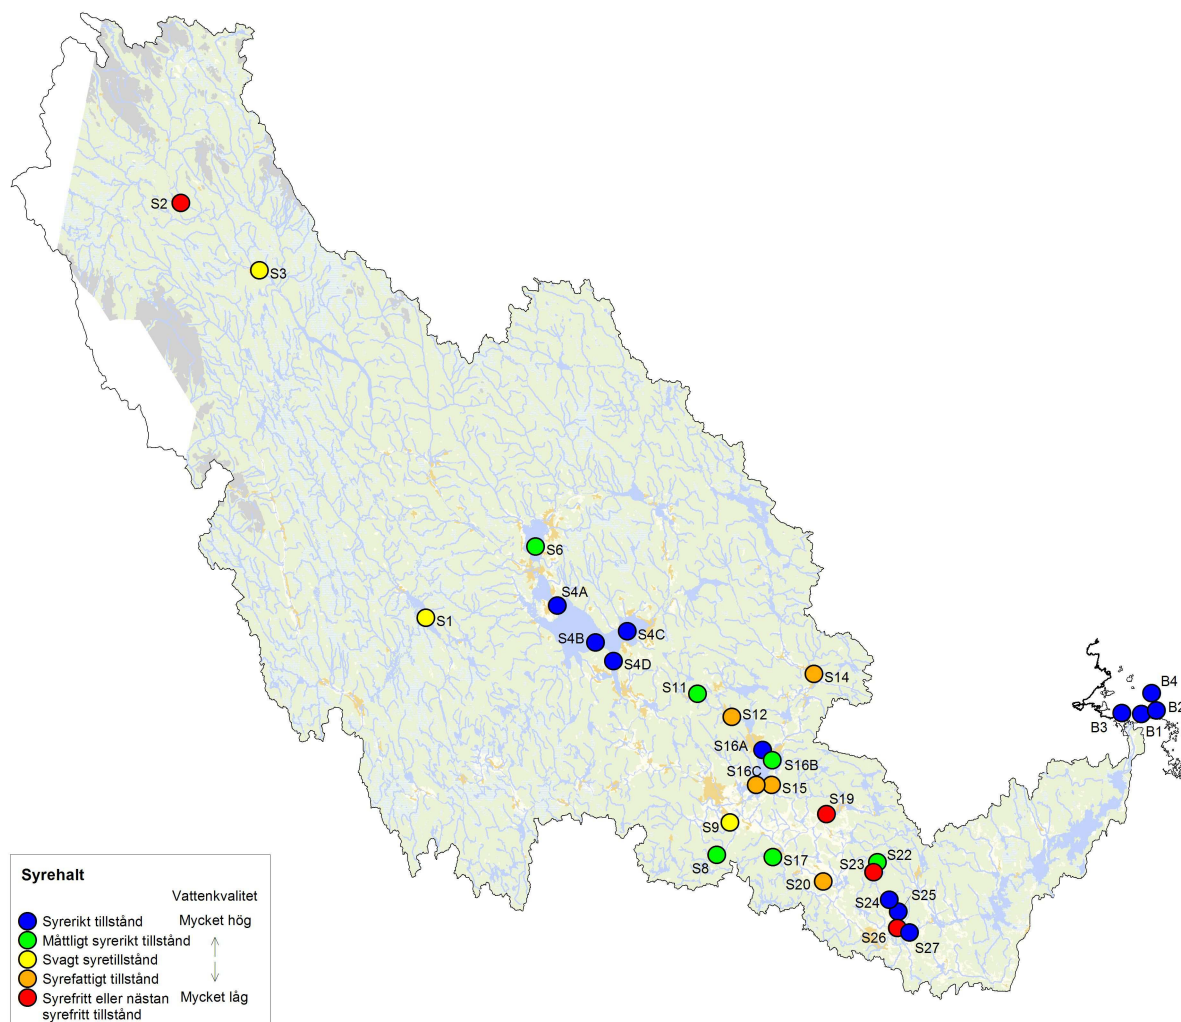 S2
S3
S6
S4A
S1
S4B
S4C
S4D
S14
S11
S12
B4
B2
B3
B1
S16A
S16B
S16C
S15
S19
S9
S8
S17
S22
S23
S20
S25
S24
S26
S27
Syrehalt
Vattenkvalitet
Syrerikt tillstånd
Mycket hög
Måttligt syrerikt tillstånd
Svagt syretillstånd
Syrefattigt tillstånd
Syrefritt eller nästan
syrefritt tillstånd
Mycket låg